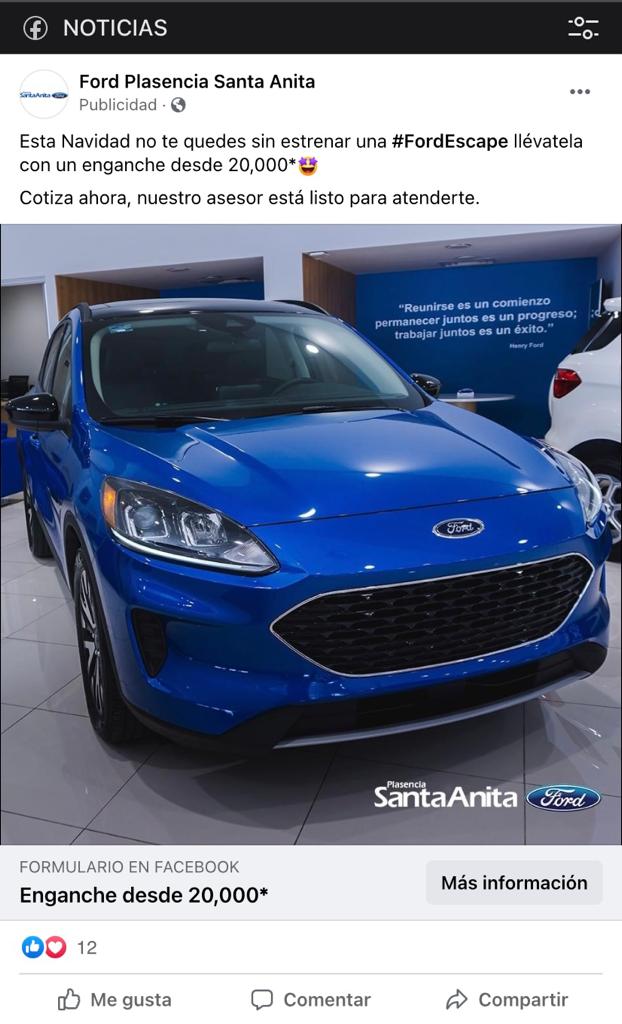 NOTICIAS
Ford Plasencia Santa Anita
Publicidad ·
Esta Navidad no te quedes sin estrenar una #FordEscape llévatela
con un enganche desde 20,000*🤩
Cotiza ahora, nuestro asesor está listo para atenderte.
“Reunirse es un comienzo
permanecer juntos es un progreso;
trabajar juntos es un éxito.”
Henry Ford
Ford
Plasencia
SantaAnita Ford
FORMULARIO EN FACEBOOK
Enganche desde 20,000*
Más información
12
Me gusta Comentar Compartir